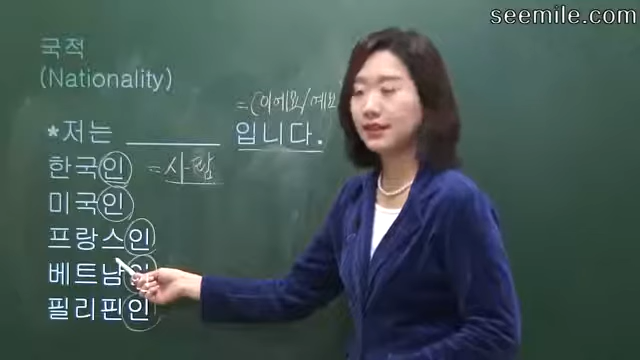 seemile.com
국적
(Nationality)
=(이에요/예요
*저는 ________ 입니다.
한국인 =사람
미국인
프랑스인
베트남인
필리핀인